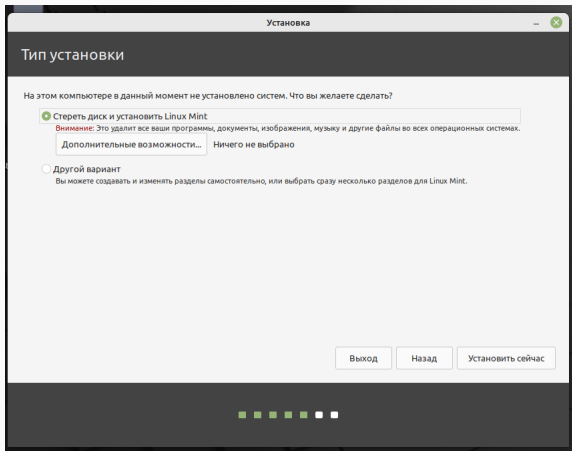 Установка
Тип установки
На этом компьютере в данный момент не установлено систем. Что вы желаете сделать?
Стереть диск и установить Linux Mint
Внимание: Это удалит все ваши программы, документы, изображения, музыку и другие файлы во всех операционных системах.
Дополнительные возможности... Ничего не выбрано
Другой вариант
Вы можете создавать и изменять разделы самостоятельно, или выбрать сразу несколько разделов для Linux Mint.
Выход Назад Установить сейчас